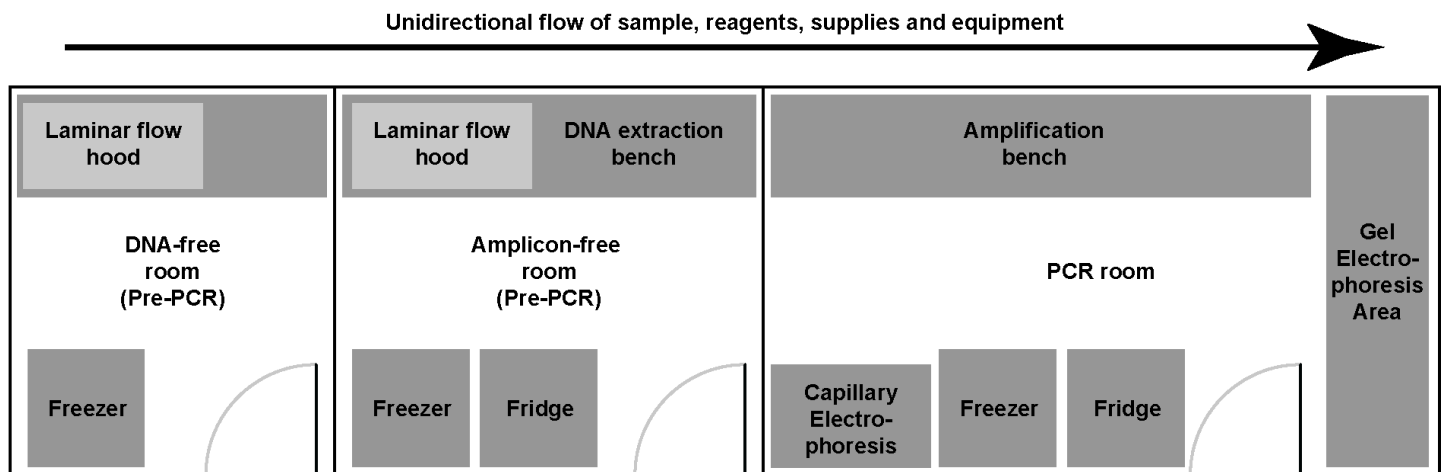 Unidirectional flow of sample, reagents, supplies and equipment
Laminar flow
hood
Laminar flow
hood
DNA extraction
bench
Amplification
bench
DNA-free
room
(Pre-PCR)
Amplicon-free
room
(Pre-PCR)
PCR room
Gel
Electro-
phoresis
Area
Freezer
Freezer
Fridge
Capillary
Electro-
phoresis
Freezer
Fridge